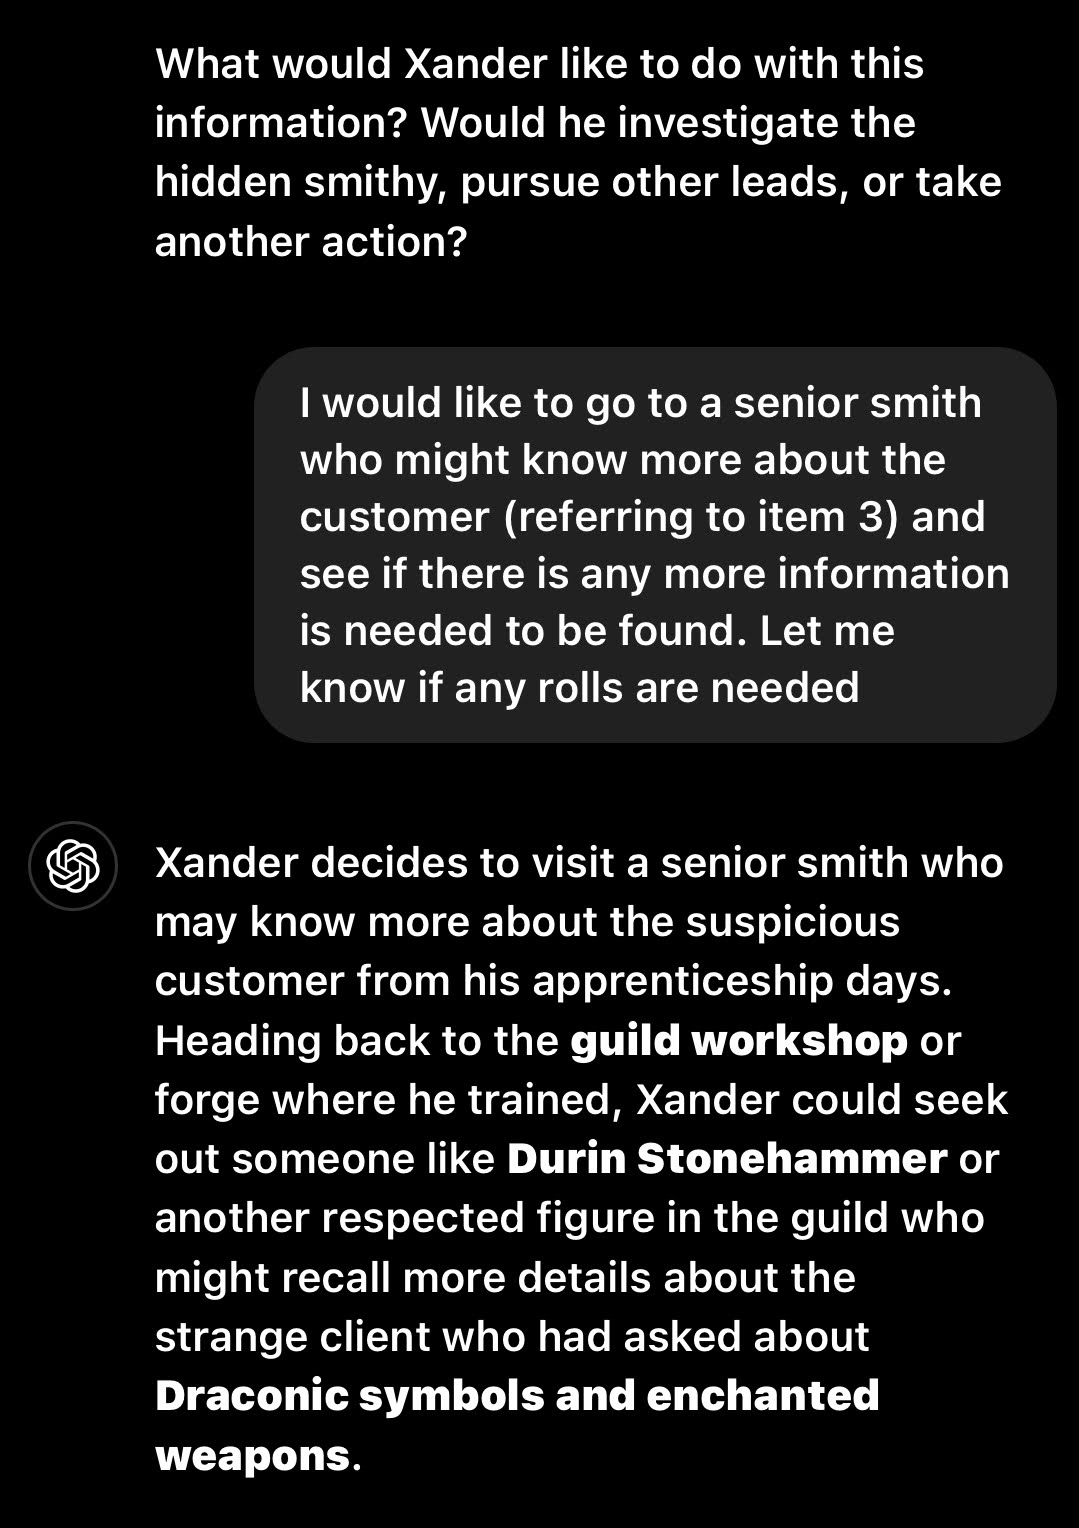 What would Xander like to do with this
information? Would he investigate the
hidden smithy, pursue other leads, or take
another action?
I would like to go to a senior smith
who might know more about the
customer (referring to item 3) and
see if there is any more information
is needed to be found. Let me
know if any rolls are needed
Xander decides to visit a senior smith who
may know more about the suspicious
customer from his apprenticeship days.
Heading back to the guild workshop or
forge where he trained, Xander could seek
out someone like Durin Stonehammer or
another respected figure in the guild who
might recall more details about the
strange client who had asked about
Draconic symbols and enchanted
weapons.